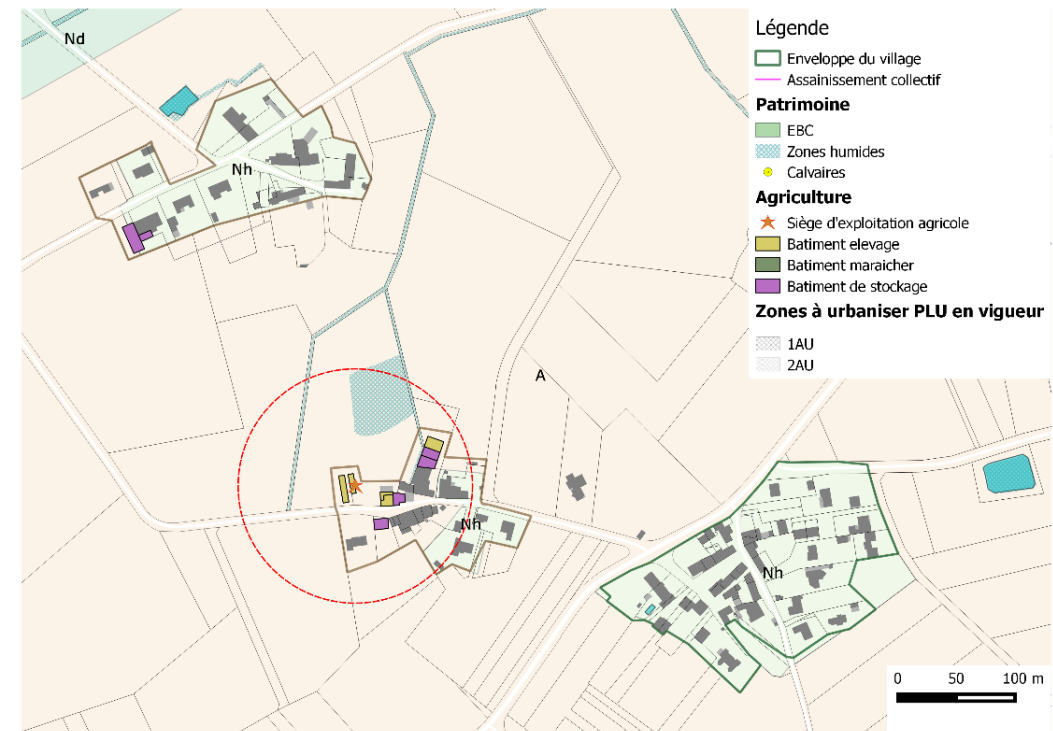 Nd
Nh
A
Nh
Nh
Légende
Enveloppe du village
Assainissement collectif
Patrimoine
EBC
Zones humides
Calvaires
Agriculture
Siège d'exploitation agricole
Batiment elevage
Batiment maraicher
Batiment de stockage
Zones à urbaniser PLU en vigueur
1AU
2AU
0 50 100 m